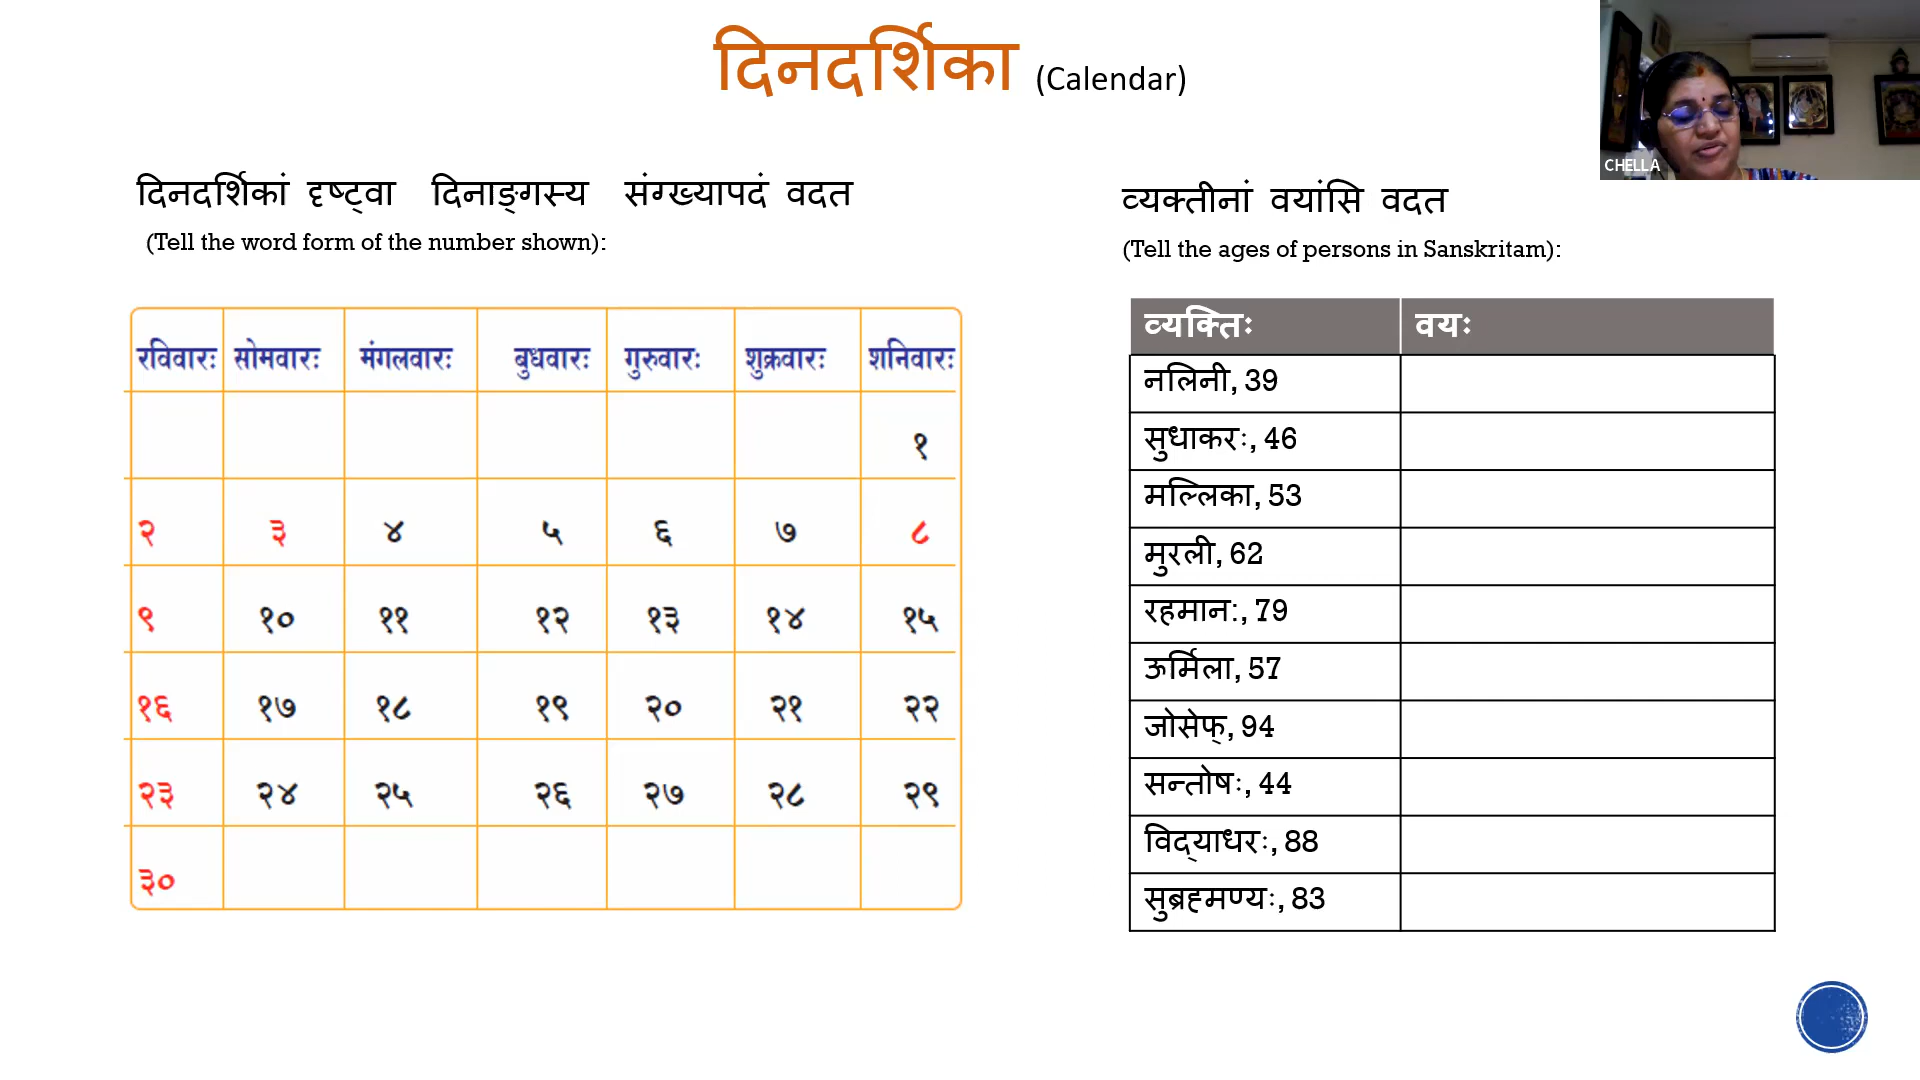 दिनदर्शिका (Calendar)
CHELLA
दिनदर्शिकां दृष्ट्वा दिनाङ्गस्य संग्ख्यापदं वदत
(Tell the word form of the number shown):
रविवारः सोमवारः मंगलवारः बुधवारः गुरुवारः शुक्रवारः शनिवारः
१
२ ३ ४ ५ ६ ७ ८
९ १० ११ १२ १३ १४ १५
१६ १७ १८ १९ २० २१ २२
२३ २४ २५ २६ २७ २८ २९
३०
व्यक्तीनां वयांसि वदत
(Tell the ages of persons in Sanskritam):
व्यक्तिः वयः
नलिनी, 39
सुधाकरः, 46
मल्लिका, 53
मुरली, 62
रहमान:, 79
ऊर्मिला, 57
जोसेफ्, 94
सन्तोषः, 44
विद्याधरः, 88
सुब्रह्मण्यः, 83